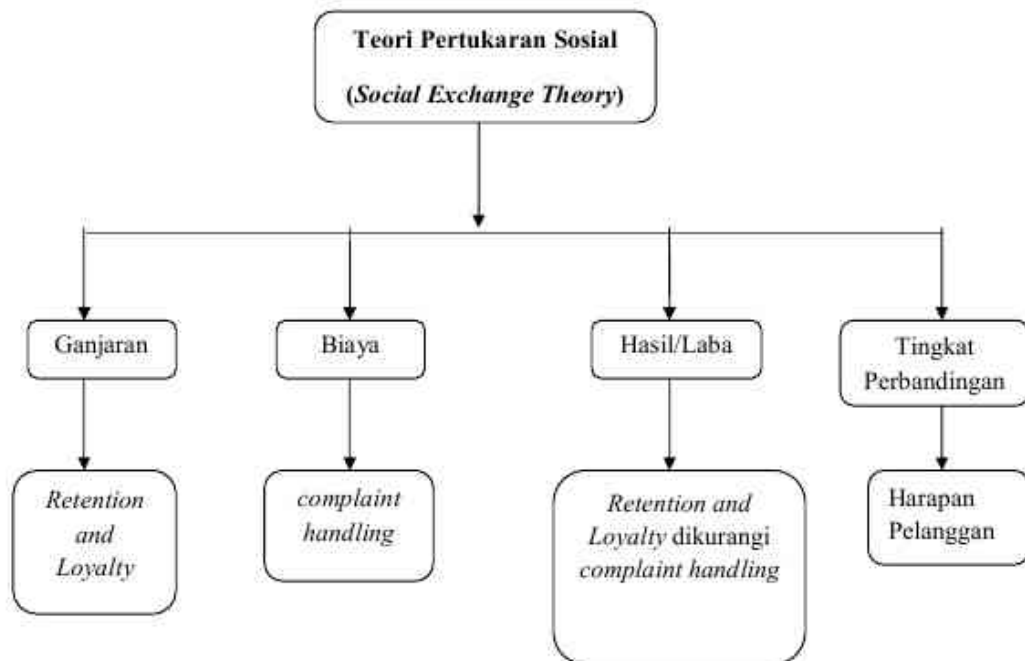 Teori Pertukaran Sosial
(Social Exchange Theory)
Ganjaran
Biaya
Hasil/Laba
Tingkat
Perbandingan
Retention
and
Loyalty
complaint
handling
Retention and
Loyalty dikurangi
complaint handling
Harapan
Pelanggan